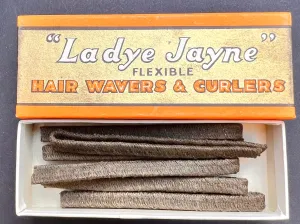 "Ladye Jayne"
FLEXIBLE
HAIR WAVERS & CURLERS